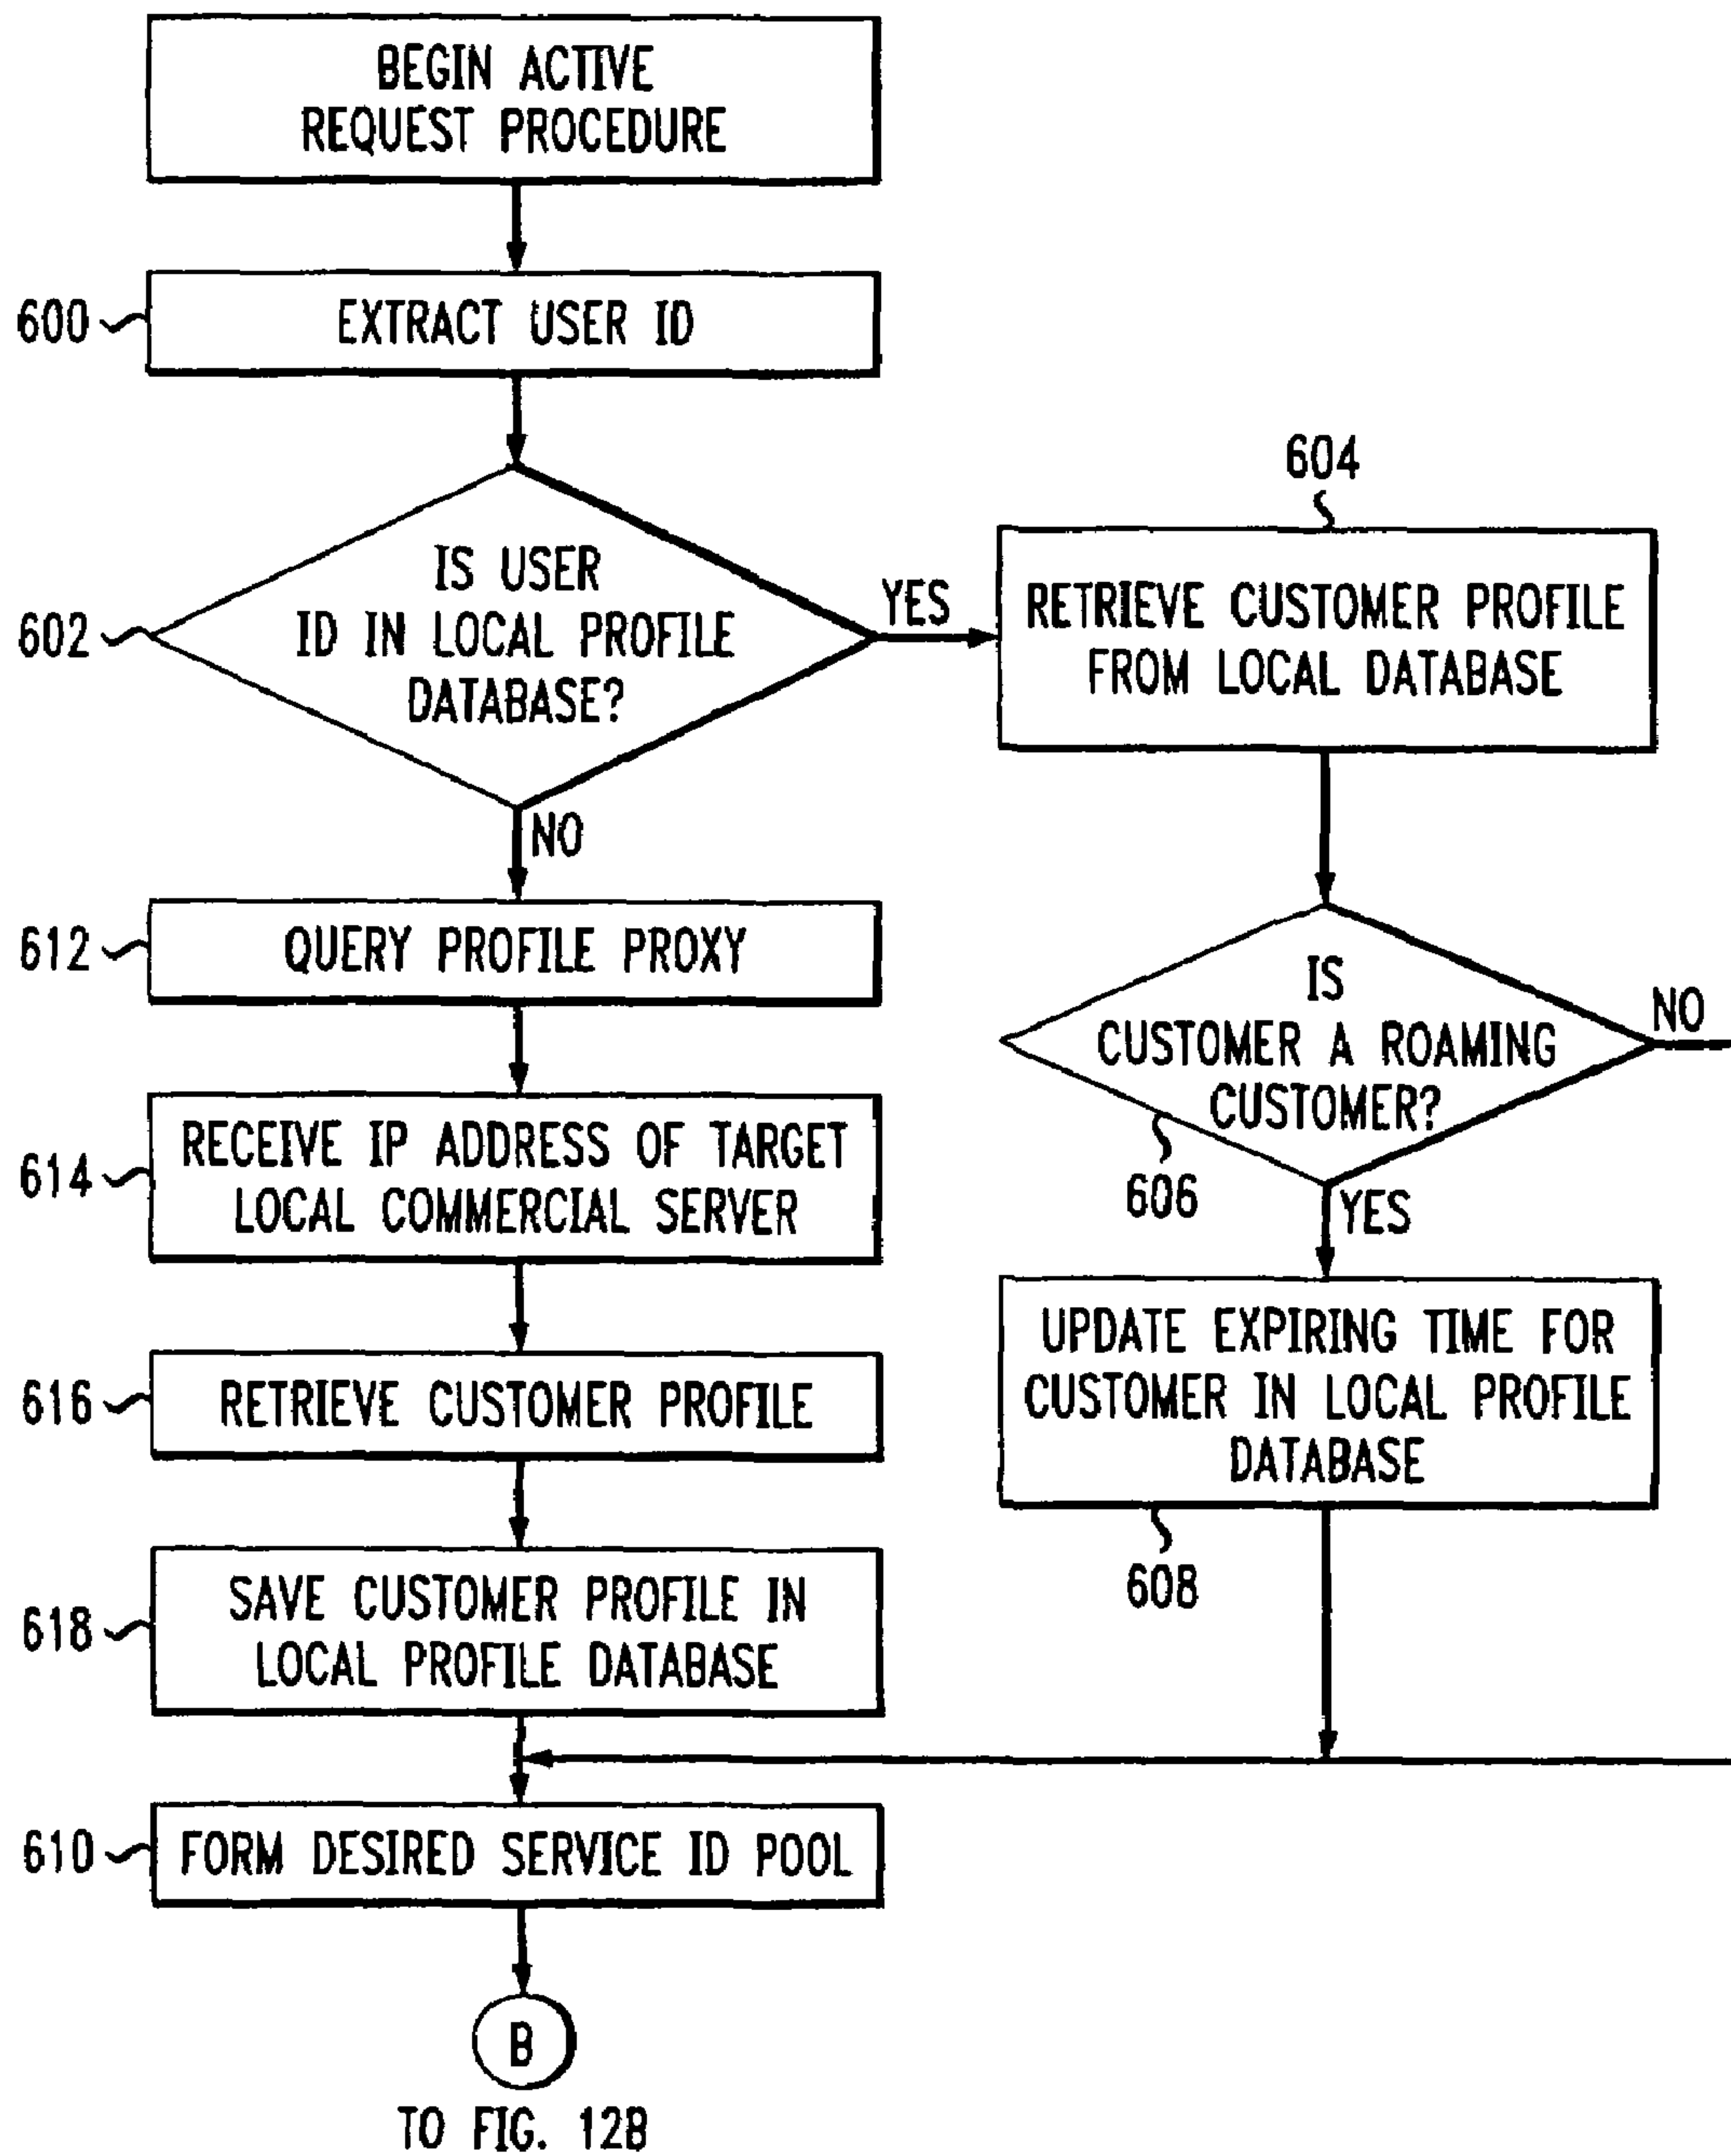 BEGIN ACTIVE
REQUEST PROCEDURE
600
EXTRACT USER ID
602
IS USER
ID IN LOCAL PROFILE
DATABASE?
YES
NO
604
RETRIEVE CUSTOMER PROFILE
FROM LOCAL DATABASE
IS
CUSTOMER A ROAMING
CUSTOMER?
606
NO
YES
UPDATE EXPIRING TIME FOR
CUSTOMER IN LOCAL PROFILE
DATABASE
608
612
QUERY PROFILE PROXY
614
RECEIVE IP ADDRESS OF TARGET
LOCAL COMMERCIAL SERVER
616
RETRIEVE CUSTOMER PROFILE
618
SAVE CUSTOMER PROFILE IN
LOCAL PROFILE DATABASE
610
FORM DESIRED SERVICE ID POOL
B
TO FIG. 12B